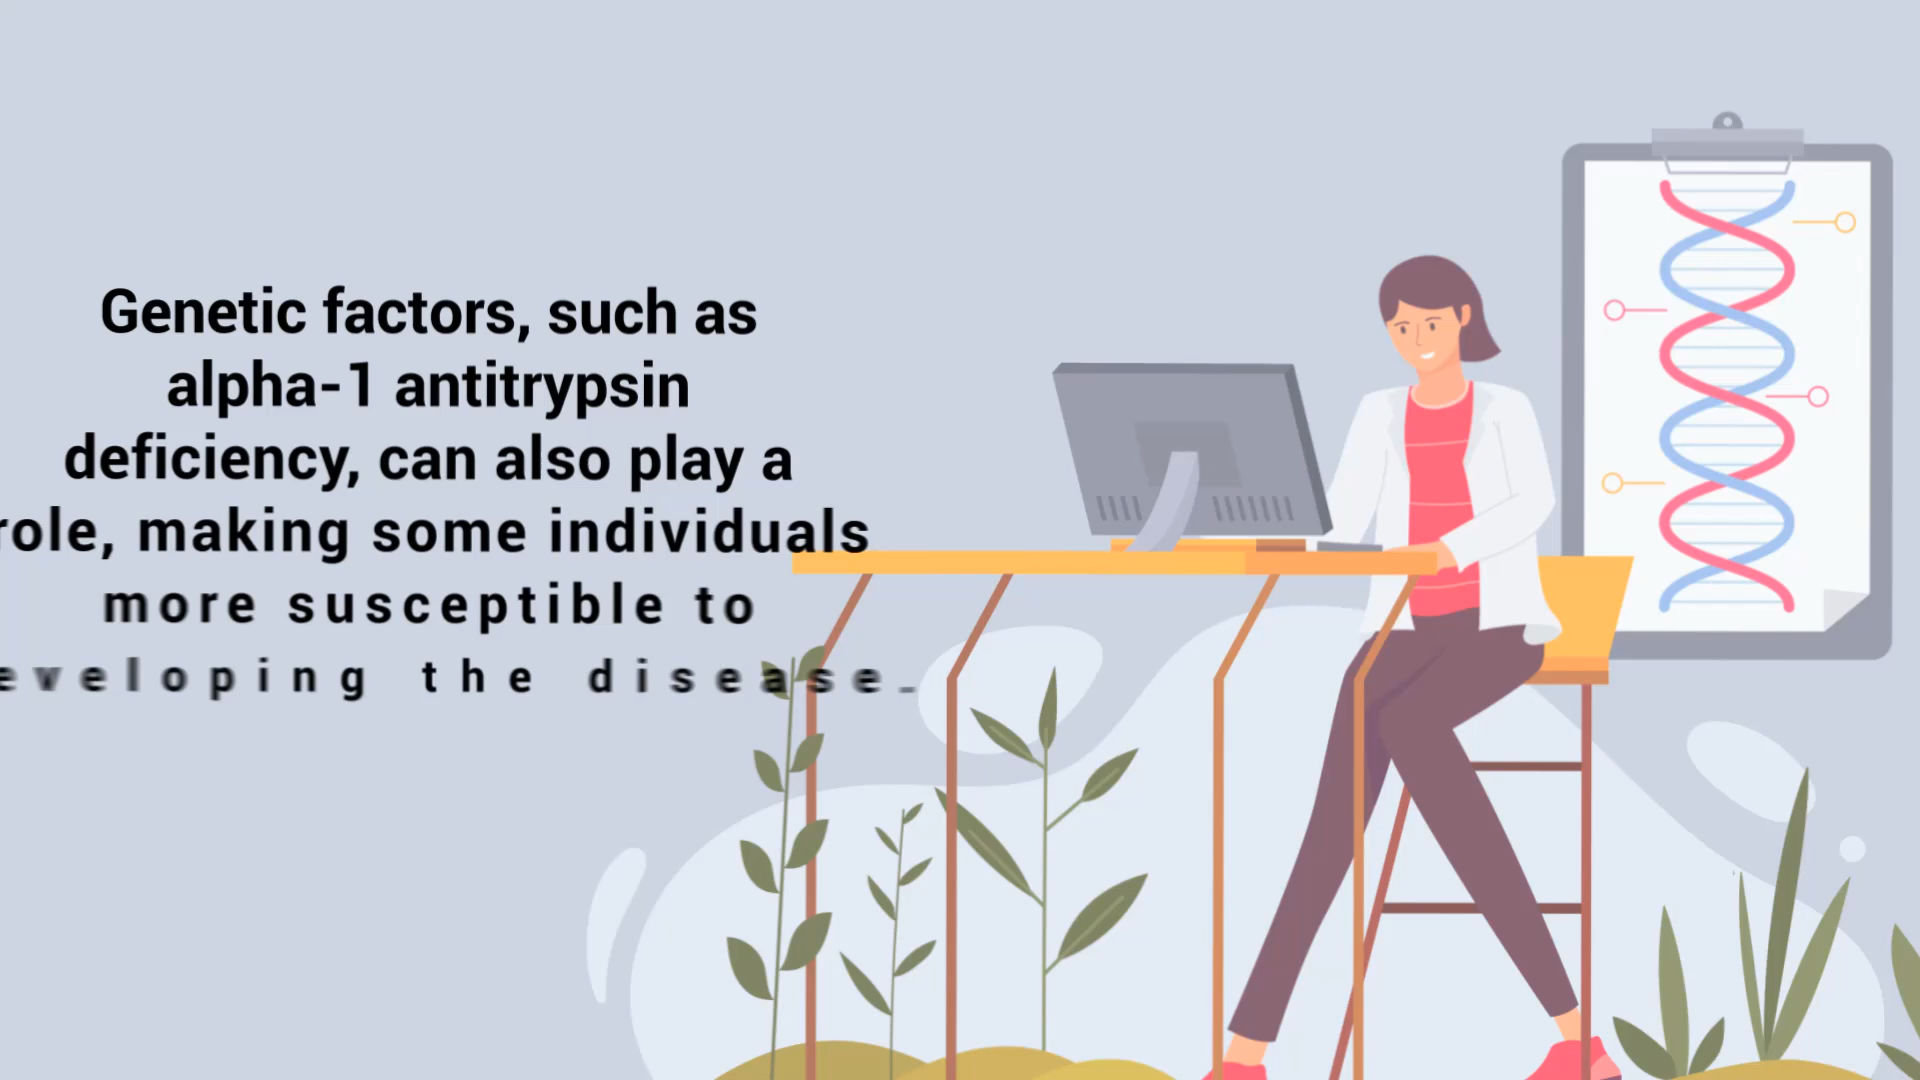 Genetic factors, such as
alpha-1 antitrypsin
deficiency, can also play a
role, making some individuals
more susceptible to
eveloping the disease.